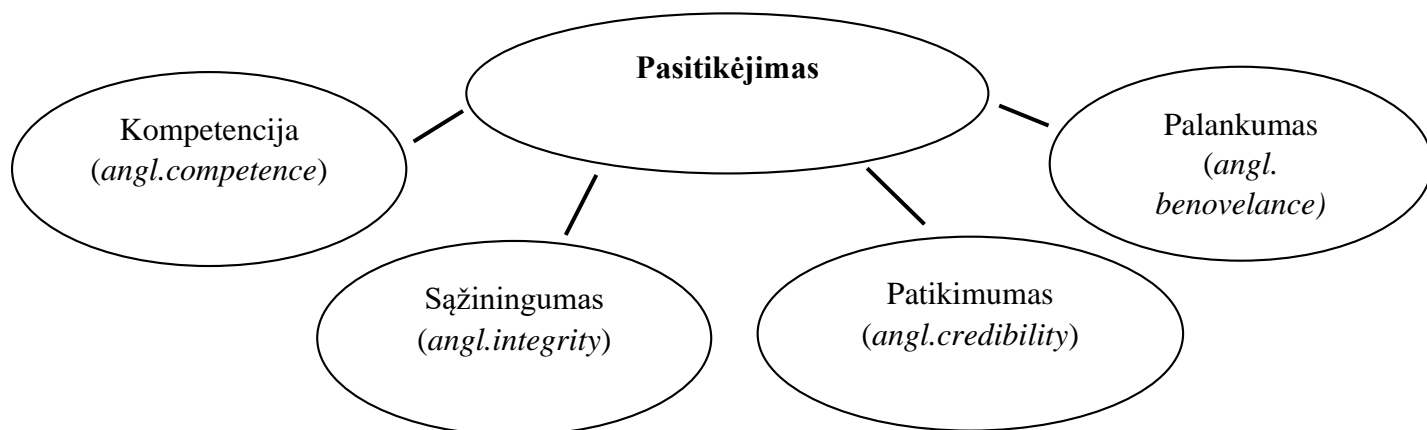 Pasitikėjimas
Kompetencija
(angl.competence)
Sąžiningumas
(angl.integrity)
Patikimumas
(angl.credibility)
Palankumas
(angl.
benovelance)